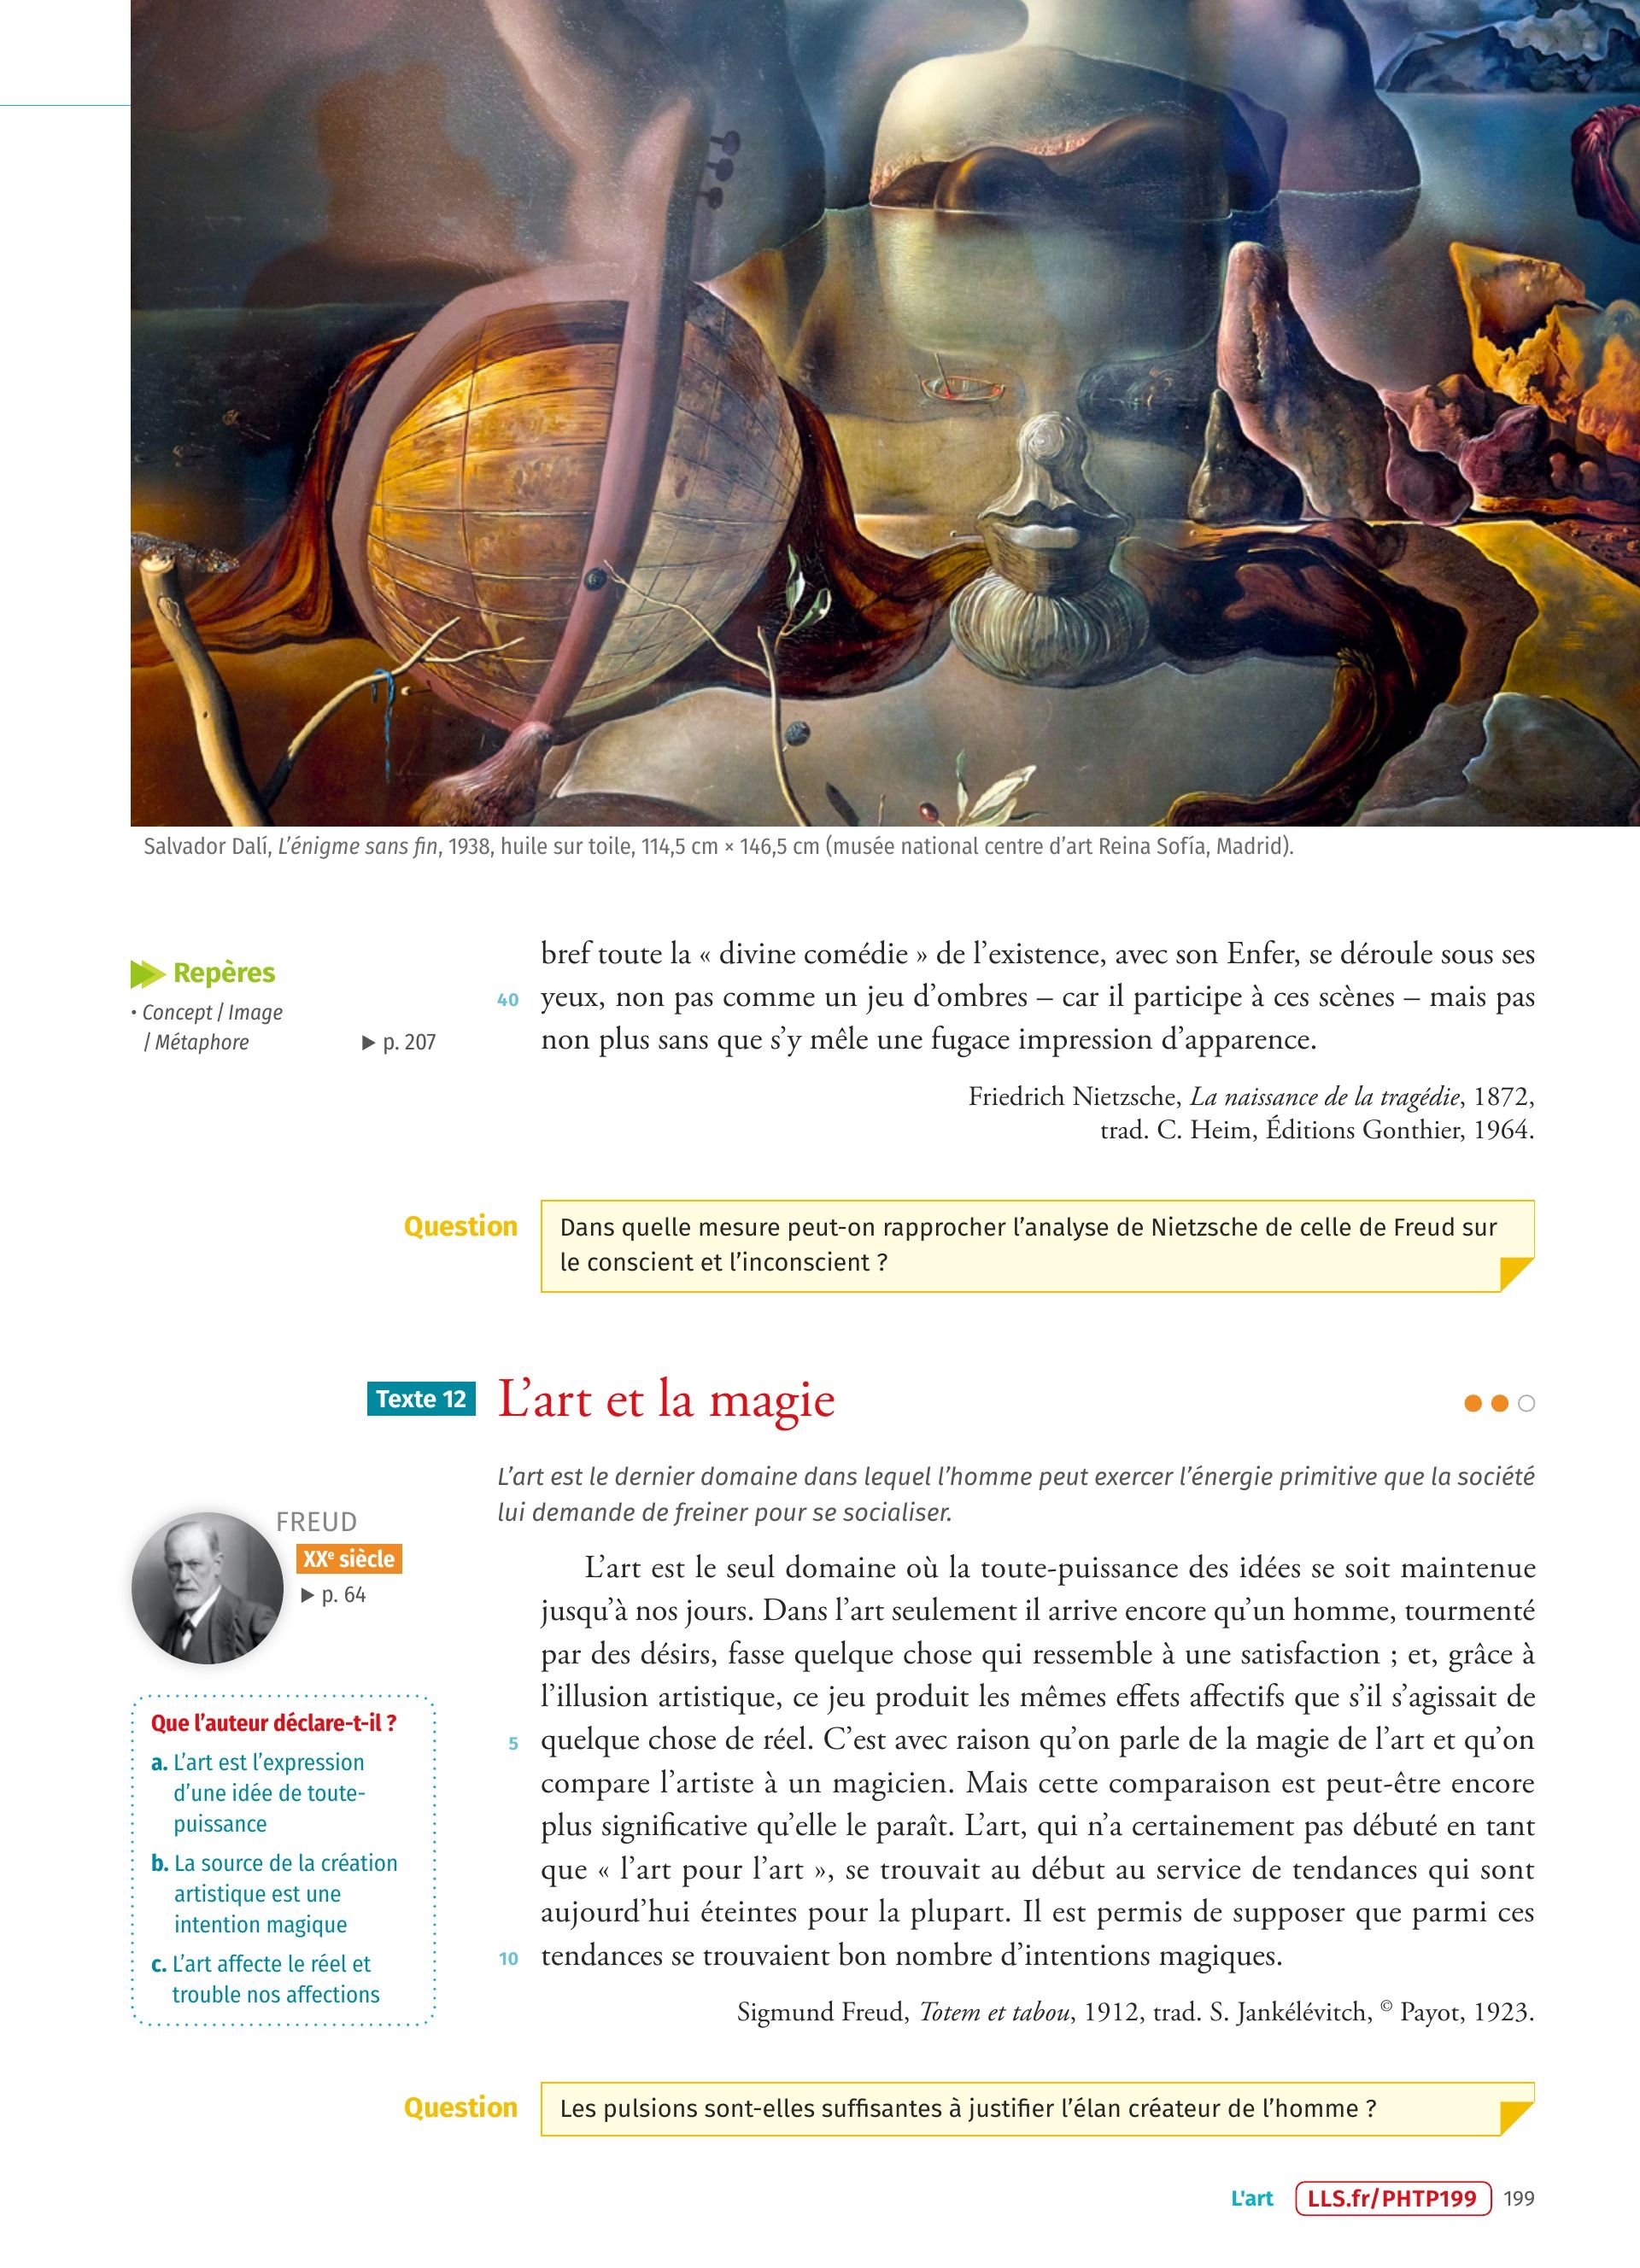 Salvador Dalí, L’énigme sans fin, 1938, huile sur toile, 114,5 cm × 146,5 cm (musée national centre d’art Reina Sofía, Madrid).
Repères
• Concept / Image
/ Métaphore
▶ p. 207
bref toute la « divine comédie » de l’existence, avec son Enfer, se déroule sous ses
40 yeux, non pas comme un jeu d’ombres – car il participe à ces scènes – mais pas
non plus sans que s’y mêle une fugace impression d’apparence.
Friedrich Nietzsche, La naissance de la tragédie, 1872,
trad. C. Heim, Éditions Gonthier, 1964.
Question
Dans quelle mesure peut-on rapprocher l’analyse de Nietzsche de celle de Freud sur
le conscient et l’inconscient ?
Texte 12 L’art et la magie
L’art est le dernier domaine dans lequel l’homme peut exercer l’énergie primitive que la société
lui demande de freiner pour se socialiser.
FREUD
XXe siècle
▶ p. 64
Que l’auteur déclare-t-il ?
a. L’art est l’expression
d’une idée de toute-
puissance
b. La source de la création
artistique est une
intention magique
c. L’art affecte le réel et
trouble nos affections
L’art est le seul domaine où la toute-puissance des idées se soit maintenue
jusqu’à nos jours. Dans l’art seulement il arrive encore qu’un homme, tourmenté
par des désirs, fasse quelque chose qui ressemble à une satisfaction ; et, grâce à
l’illusion artistique, ce jeu produit les mêmes effets affectifs que s’il s’agissait de
5 quelque chose de réel. C’est avec raison qu’on parle de la magie de l’art et qu’on
compare l’artiste à un magicien. Mais cette comparaison est peut-être encore
plus significative qu’elle le paraît. L’art, qui n’a certainement pas débuté en tant
que « l’art pour l’art », se trouvait au début au service de tendances qui sont
aujourd’hui éteintes pour la plupart. Il est permis de supposer que parmi ces
10 tendances se trouvaient bon nombre d’intentions magiques.
Sigmund Freud, Totem et tabou, 1912, trad. S. Jankélévitch, © Payot, 1923.
Question
Les pulsions sont-elles suffisantes à justifier l’élan créateur de l’homme ?
L'art LLS.fr/PHTP199 199